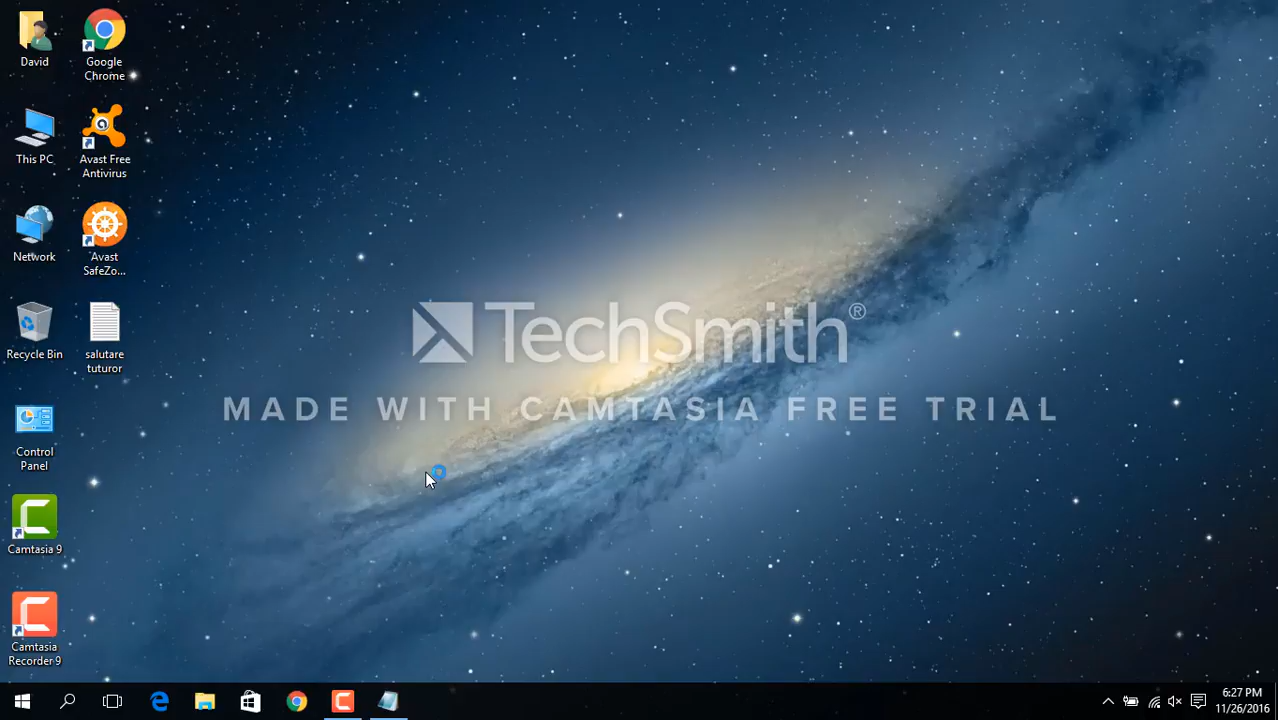 David
Google
Chrome
This PC
Avast Free
Antivirus
Network
Avast
SafeZo...
Recycle Bin
salutare
tuturor
Control
Panel
Camtasia 9
Camtasia
Recorder 9
TechSmith®
MADE WITH CAMTASIA FREE TRIAL
6:27 PM
11/26/2016